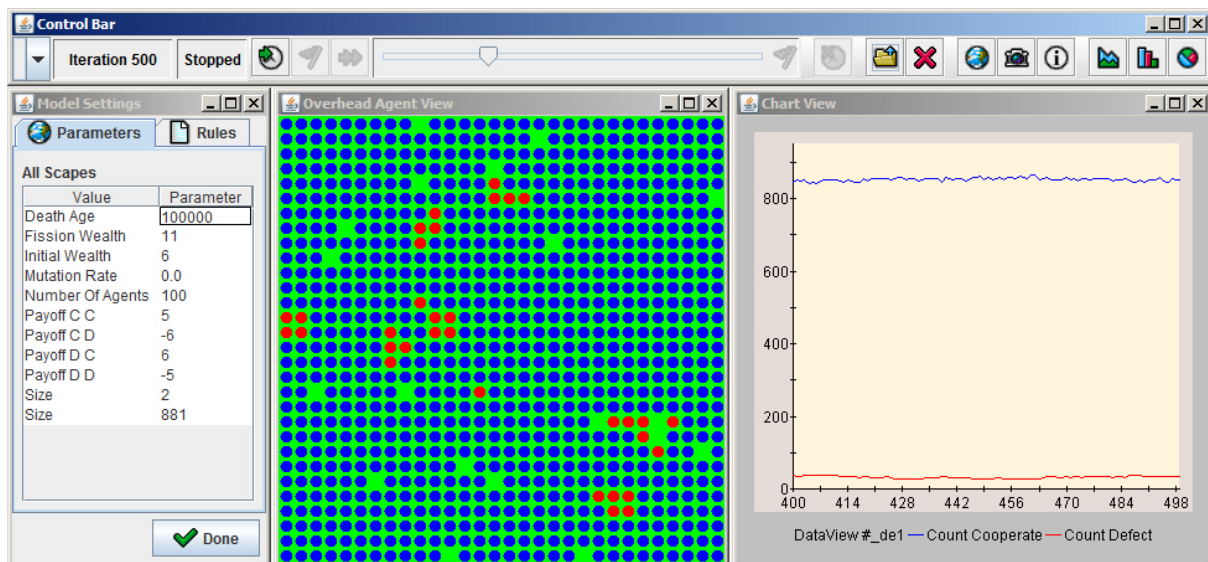 Control Bar
Iteration 500 Stopped
Model Settings
Parameters Rules
All Scapes
Value Parameter
Death Age 100000
Fission Wealth 11
Initial Wealth 6
Mutation Rate 0.0
Number Of Agents 100
Payoff C C 5
Payoff C D -6
Payoff D C 6
Payoff D D -5
Size 2
Size 881
Done
Overhead Agent View
Chart View
800
600
400
200
0
400 414 428 442 456 470 484 498
DataView #_de1 Count Cooperate Count Defect